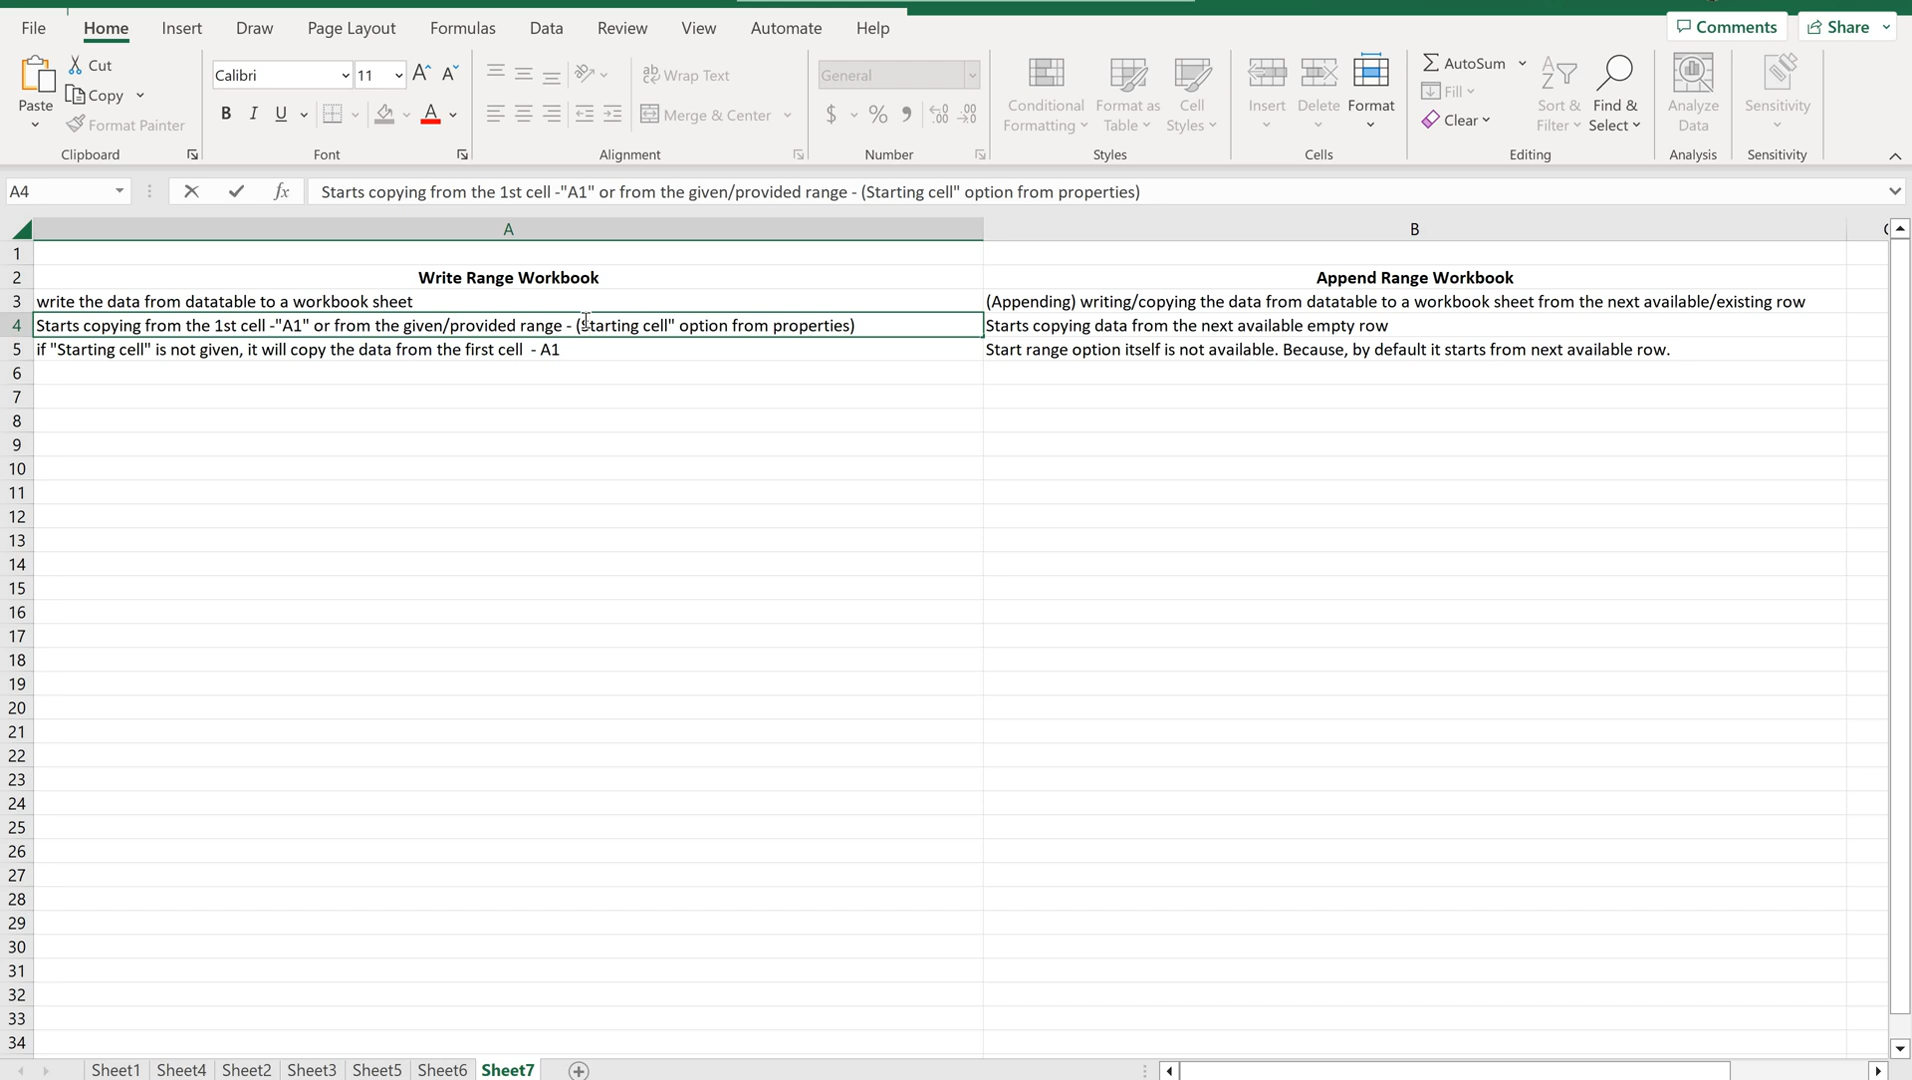 File Home Insert Draw Page Layout Formulas Data Review View Automate Help Comments Share
Paste Cut Copy Format Painter Clipboard
Calibri 11 A^ A˅ B I U A Font
ab Wrap Text Merge & Center Alignment
General $ % , Number
Conditional Formatting Format as Table Cell Styles Styles
Insert Delete Format Cells
AutoSum Fill Clear Sort & Filter Find & Select Editing
Analyze Data Analysis
Sensitivity Sensitivity
A4 fx Starts copying from the 1st cell -"A1" or from the given/provided range - (Starting cell" option from properties)
A B
1
2 Write Range Workbook Append Range Workbook
3 write the data from datatable to a workbook sheet (Appending) writing/copying the data from datatable to a workbook sheet from the next available/existing row
4 Starts copying from the 1st cell -"A1" or from the given/provided range - (Starting cell" option from properties) Starts copying data from the next available empty row
5 if "Starting cell" is not given, it will copy the data from the first cell - A1 Start range option itself is not available. Because, by default it starts from next available row.
6
7
8
9
10
11
12
13
14
15
16
17
18
19
20
21
22
23
24
25
26
27
28
29
30
31
32
33
34
Sheet1 Sheet4 Sheet2 Sheet3 Sheet5 Sheet6 Sheet7